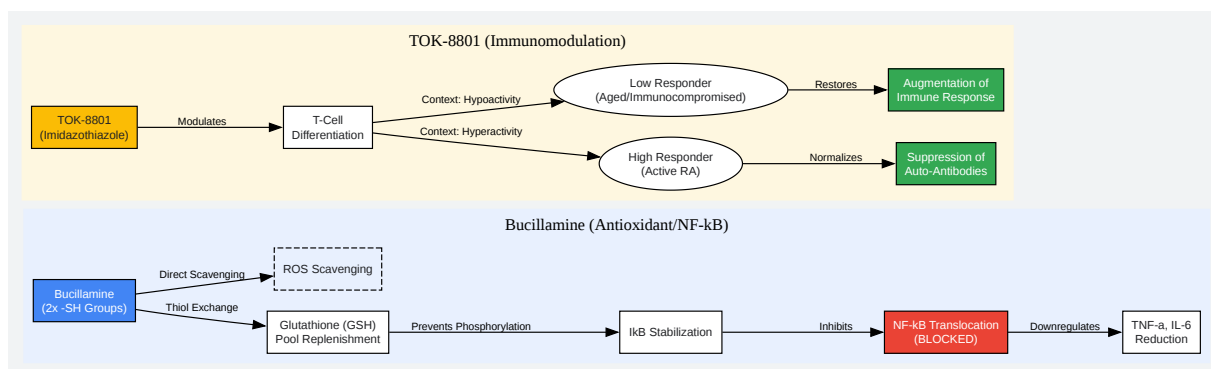 TOK-8801 (Immunomodulation)
TOK-8801
(Imidazothiazole)
Modulates
T-Cell
Differentiation
Context: Hypoactivity
Low Responder
(Aged/Immunocompromised)
Restores
Augmentation of
Immune Response
Context: Hyperactivity
High Responder
(Active RA)
Normalizes
Suppression of
Auto-Antibodies
Bucillamine (Antioxidant/NF-kB)
Bucillamine
(2x -SH Groups)
Direct Scavenging
ROS Scavenging
Thiol Exchange
Glutathione (GSH)
Pool Replenishment
Prevents Phosphorylation
IkB Stabilization
Inhibits
NF-kB Translocation
(BLOCKED)
Downregulates
TNF-a, IL-6
Reduction